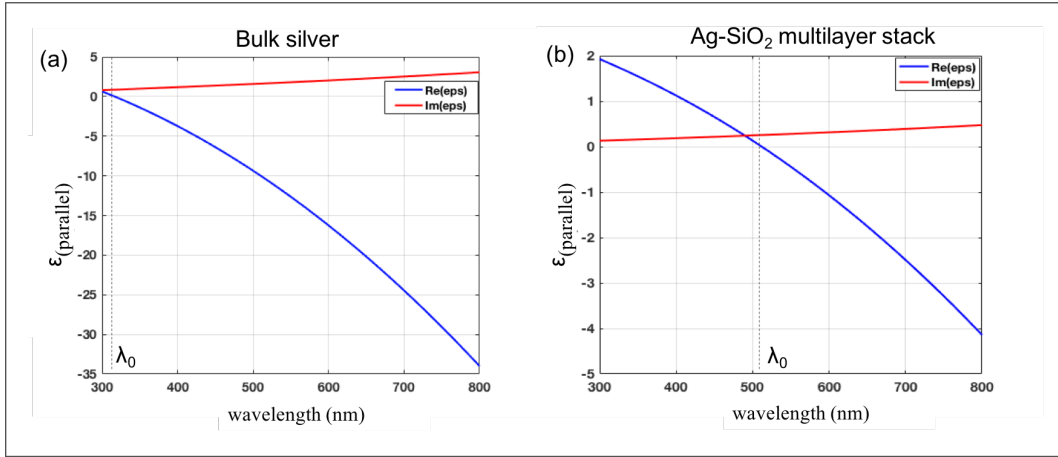 Bulk silver
(a)
5
0
-5
-10
-15
-20
-25
-30
-35
300
400
500
600
700
800
ε(parallel)
wavelength (nm)
λ0
Re(eps)
Im(eps)
Ag-SiO2 multilayer stack
(b)
2
1
0
-1
-2
-3
-4
-5
300
400
500
600
700
800
ε(parallel)
wavelength (nm)
λ0
Re(eps)
Im(eps)